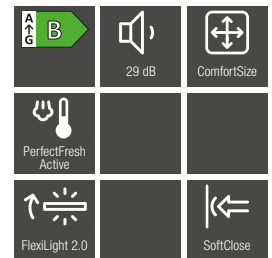 A
G
B
29 dB
ComfortSize
PerfectFresh
Active
FlexiLight 2.0
SoftClose